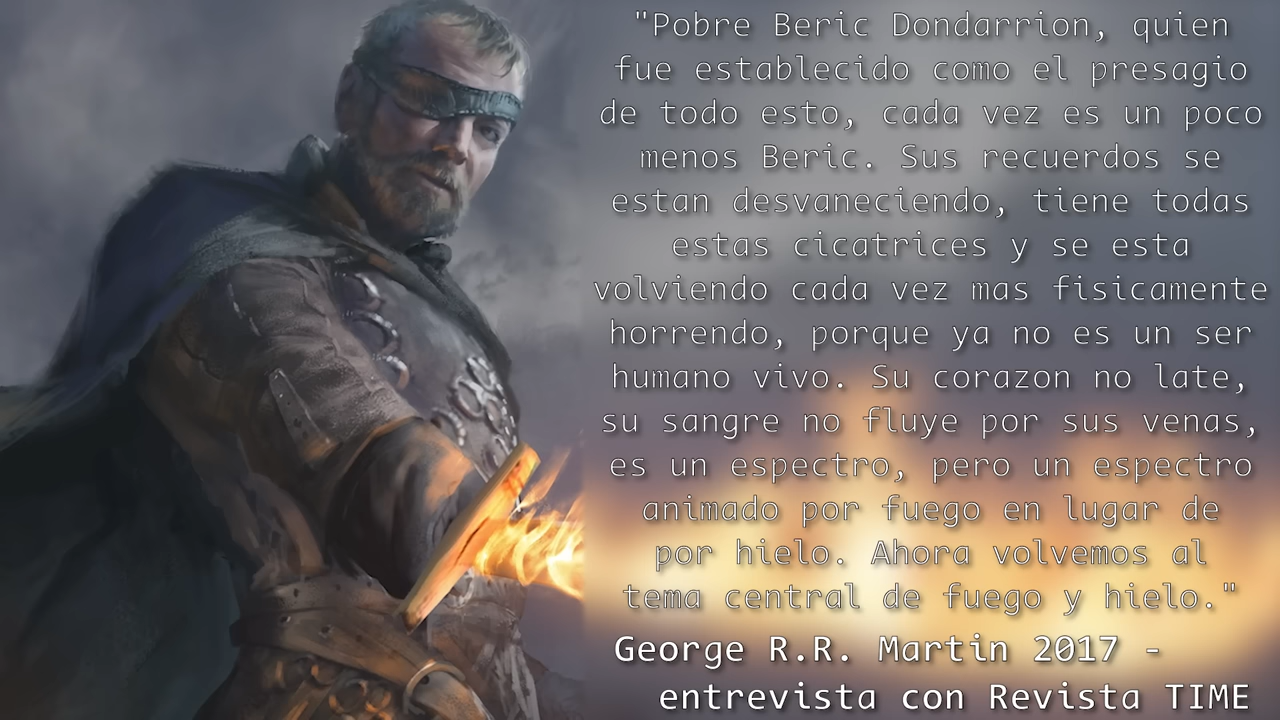 "Pobre Beric Dondarrion, quien
fue establecido como el presagio
de todo esto, cada vez es un poco
menos Beric. Sus recuerdos se
estan desvaneciendo, tiene todas
estas cicatrices y se esta
volviendo cada vez mas fisicamente
horrendo, porque ya no es un ser
humano vivo. Su corazon no late,
su sangre no fluye por sus venas,
es un espectro, pero un espectro
animado por fuego en lugar de
por hielo. Ahora volvemos al
tema central de fuego y hielo."
George R.R. Martin 2017 -
entrevista con Revista TIME